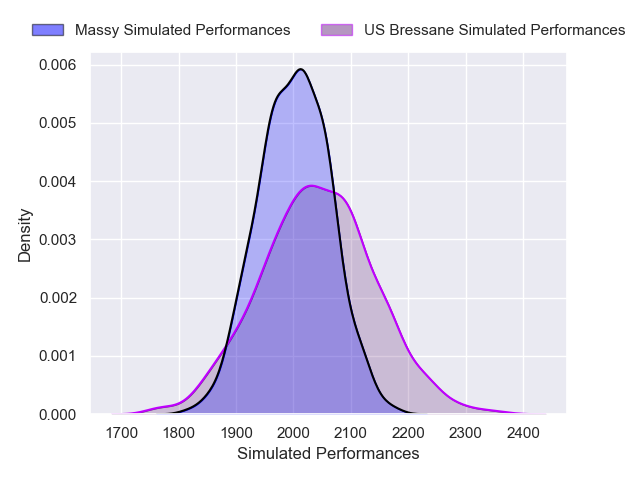 Massy Simulated Performances
US Bressane Simulated Performances
0.006
0.005
0.004
0.003
0.002
0.001
0.000
Density
1700 1800 1900 2000 2100 2200 2300 2400
Simulated Performances